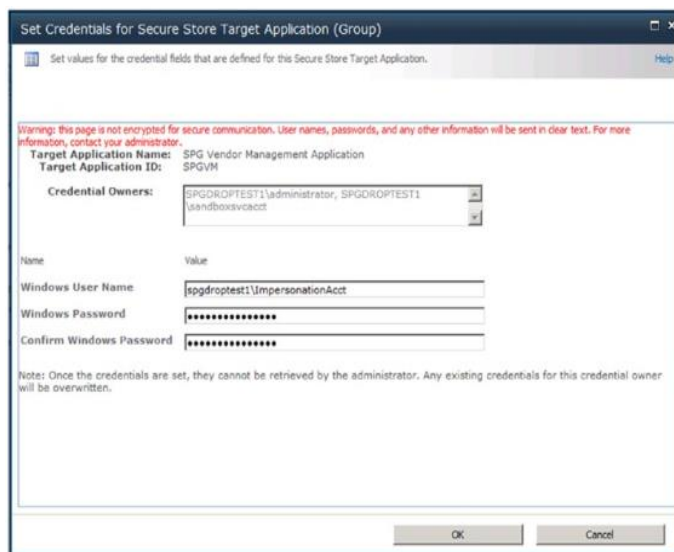 Set Credentials for Secure Store Target Application (Group)
Set values for the credential fields that are defined for this Secure Store Target Application.
Help
Warning: this page is not encrypted for secure communication. User names, passwords, and any other information will be sent in clear text. For more
information, contact your administrator.
Target Application Name: SPG Vendor Management Application
Target Application ID: SPGVM
Credential Owners: SPGDROPTEST1\administrator, SPGDROPTEST1
\sandboxsvcacct
Name Value
Windows User Name spgdroptest1\ImpersonationAcct
Windows Password •••••••••••••••
Confirm Windows Password •••••••••••••••
Note: Once the credentials are set, they cannot be retrieved by the administrator. Any existing credentials for this credential owner
will be overwritten.
OK Cancel